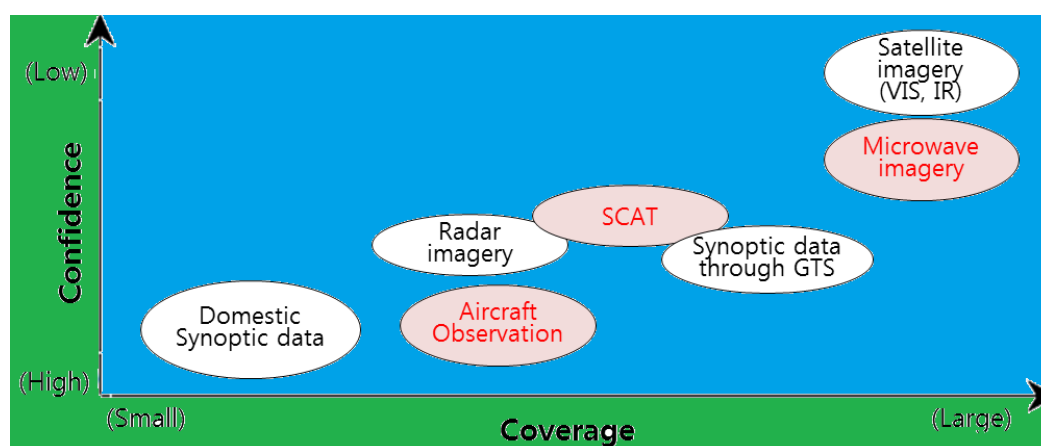 (Low)
Confidence
(High)
Satellite
imagery
(VIS, IR)
Microwave
imagery
SCAT
Radar
imagery
Synoptic data
through GTS
Domestic
Synoptic data
Aircraft
Observation
(Small)
Coverage
(Large)